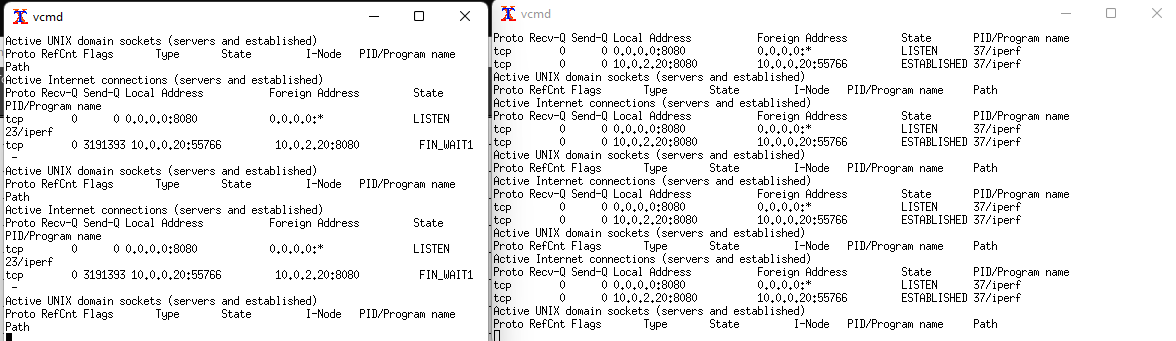 vcmd
Active UNIX domain sockets (servers and established)
Proto RefCnt Flags       Type       State         I-Node   PID/Program name
Path
Active Internet connections (servers and established)
Proto Recv-Q Send-Q Local Address           Foreign Address         State
PID/Program name
tcp        0      0 0.0.0.0:8080            0.0.0.0:*               LISTEN
23/iperf
tcp        0 3191393 10.0.0.20:55766         10.0.2.20:8080          FIN_WAIT1
-
Active UNIX domain sockets (servers and established)
Proto RefCnt Flags       Type       State         I-Node   PID/Program name
Path
Active Internet connections (servers and established)
Proto Recv-Q Send-Q Local Address           Foreign Address         State
PID/Program name
tcp        0      0 0.0.0.0:8080            0.0.0.0:*               LISTEN
23/iperf
tcp        0 3191393 10.0.0.20:55766         10.0.2.20:8080          FIN_WAIT1
-
Active UNIX domain sockets (servers and established)
Proto RefCnt Flags       Type       State         I-Node   PID/Program name
Path
vcmd
Proto Recv-Q Send-Q Local Address           Foreign Address         State       PID/Program name
tcp        0      0 0.0.0.0:8080            0.0.0.0:*               LISTEN      37/iperf
tcp        0      0 10.0.2.20:8080          10.0.0.20:55766         ESTABLISHED 37/iperf
Active UNIX domain sockets (servers and established)
Proto RefCnt Flags       Type       State         I-Node   PID/Program name     Path
Active Internet connections (servers and established)
Proto Recv-Q Send-Q Local Address           Foreign Address         State       PID/Program name
tcp        0      0 0.0.0.0:8080            0.0.0.0:*               LISTEN      37/iperf
tcp        0      0 10.0.2.20:8080          10.0.0.20:55766         ESTABLISHED 37/iperf
Active UNIX domain sockets (servers and established)
Proto RefCnt Flags       Type       State         I-Node   PID/Program name     Path
Active Internet connections (servers and established)
Proto Recv-Q Send-Q Local Address           Foreign Address         State       PID/Program name
tcp        0      0 0.0.0.0:8080            0.0.0.0:*               LISTEN      37/iperf
tcp        0      0 10.0.2.20:8080          10.0.0.20:55766         ESTABLISHED 37/iperf
Active UNIX domain sockets (servers and established)
Proto RefCnt Flags       Type       State         I-Node   PID/Program name     Path
Active Internet connections (servers and established)
Proto Recv-Q Send-Q Local Address           Foreign Address         State       PID/Program name
tcp        0      0 0.0.0.0:8080            0.0.0.0:*               LISTEN      37/iperf
tcp        0      0 10.0.2.20:8080          10.0.0.20:55766         ESTABLISHED 37/iperf
Active UNIX domain sockets (servers and established)
Proto RefCnt Flags       Type       State         I-Node   PID/Program name     Path